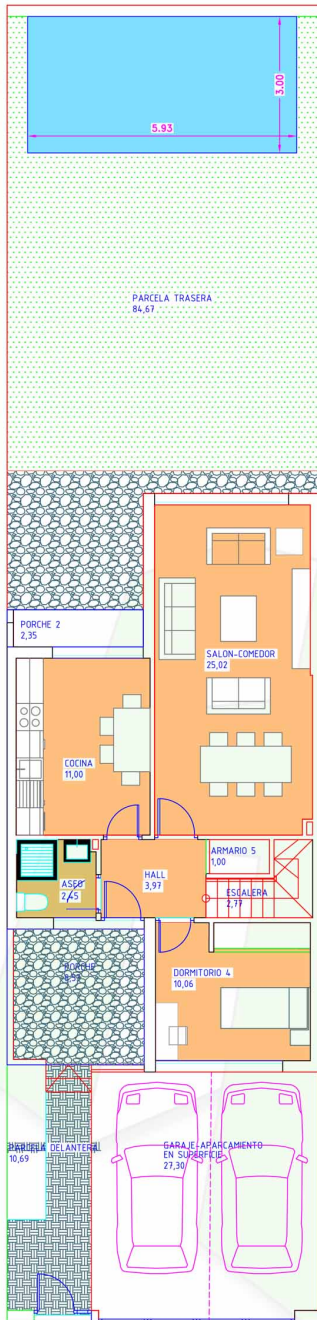 3.00
5.93
PARCELA TRASERA
84,67
PORCHE 2
2,35
SALON-COMEDOR
25,02
COCINA
11,00
ARMARIO 5
1,00
HALL
3,97
ASEO
2,45
ESCALERA
2,77
PORCHE
DORMITORIO 4
10,06
DELANTERA
10,69
GARAJE-APARCAMIENTO
EN SUPERFICIE
27,30